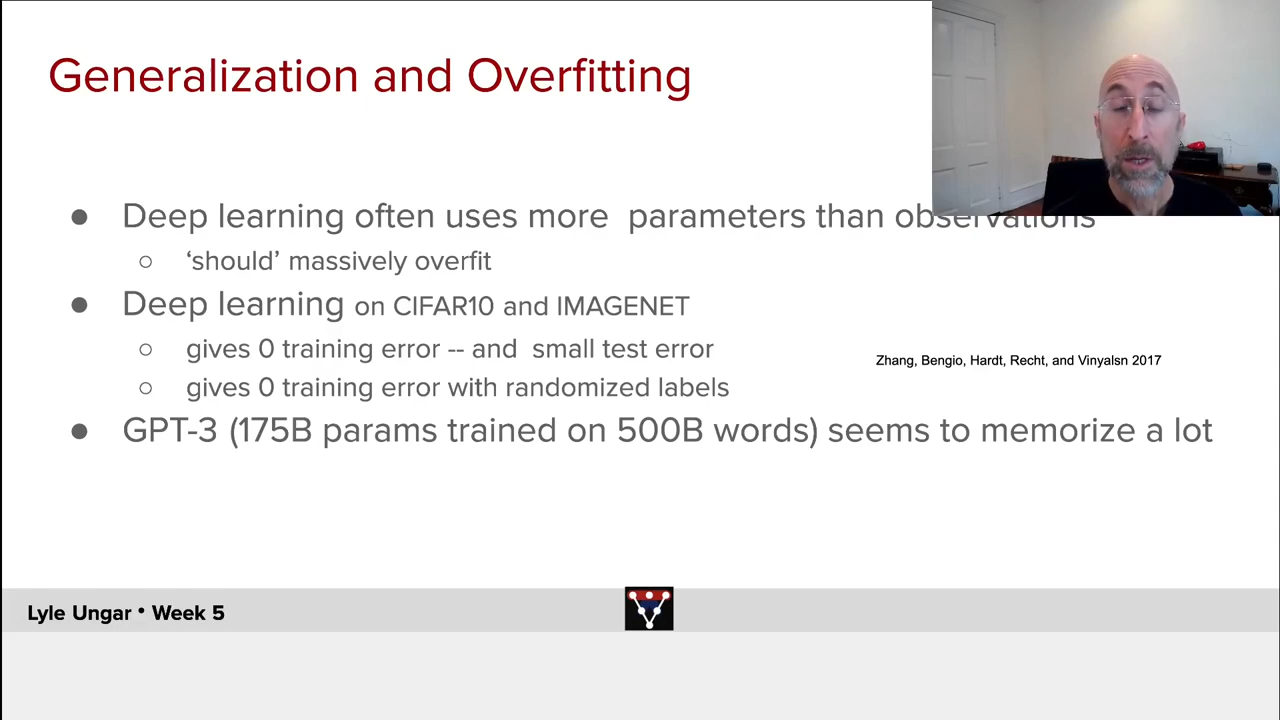 Generalization and Overfitting
● Deep learning often uses more parameters than observations
○ ‘should’ massively overfit
● Deep learning on CIFAR10 and IMAGENET
○ gives 0 training error -- and small test error
Zhang, Bengio, Hardt, Recht, and Vinyalsn 2017
○ gives 0 training error with randomized labels
● GPT-3 (175B params trained on 500B words) seems to memorize a lot
Lyle Ungar • Week 5